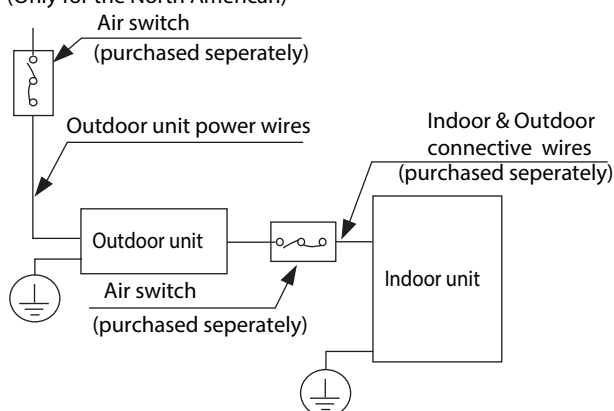 (Only for the North American)
Air switch
(purchased seperately)
Outdoor unit power wires
Indoor & Outdoor
connective wires
(purchased seperately)
Outdoor unit
Indoor unit
Air switch
(purchased seperately)